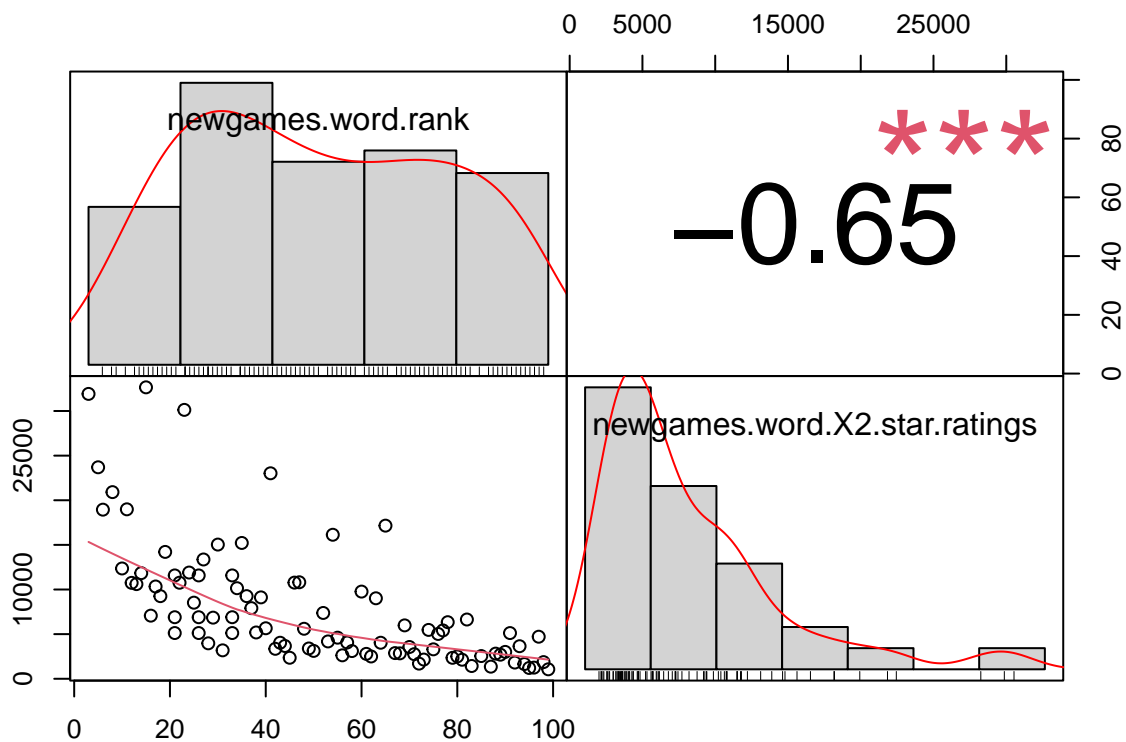 0 5000 15000 25000
newgames.word.rank
***
−0.65
0 20 40 60 80
newgames.word.X2.star.ratings
0 10000 25000
0 20 40 60 80 100